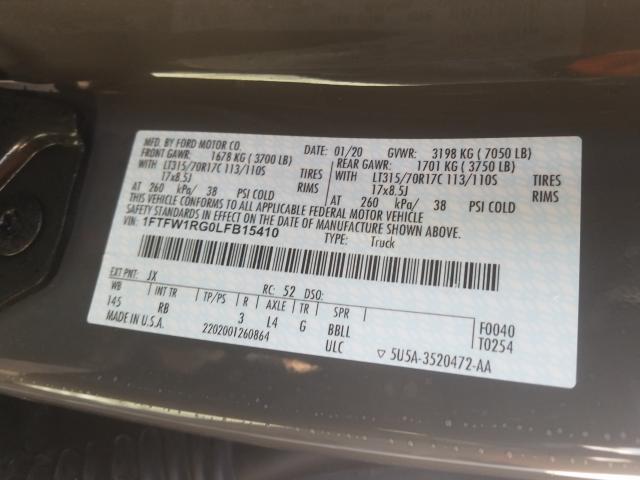 MFD. BY FORD MOTOR CO. DATE: 01/20 GVWR: 3198 KG ( 7050 LB)
FRONT GAWR: 1678 KG ( 3700 LB) REAR GAWR: 1701 KG ( 3750 LB)
WITH LT315/70R17C 113/110S TIRES WITH LT315/70R17C 113/110S TIRES
17x8.5J RIMS 17x8.5J RIMS
AT 260 kPa/ 38 PSI COLD AT 260 kPa/ 38 PSI COLD
THIS VEHICLE CONFORMS TO ALL APPLICABLE FEDERAL MOTOR VEHICLE
SAFETY STANDARDS IN EFFECT ON THE DATE OF MANUFACTURE SHOWN ABOVE.
VIN: 1FTFW1RG0LFB15410
TYPE: Truck
EXT PNT: JX RC: 52 DSO:
WB INT TR TP/PS R AXLE TR SPR
145 RB 3 L4 G BBLL F0040
MADE IN U.S.A. 2202001260864 ULC T0254
▽ 5U5A-3520472-AA